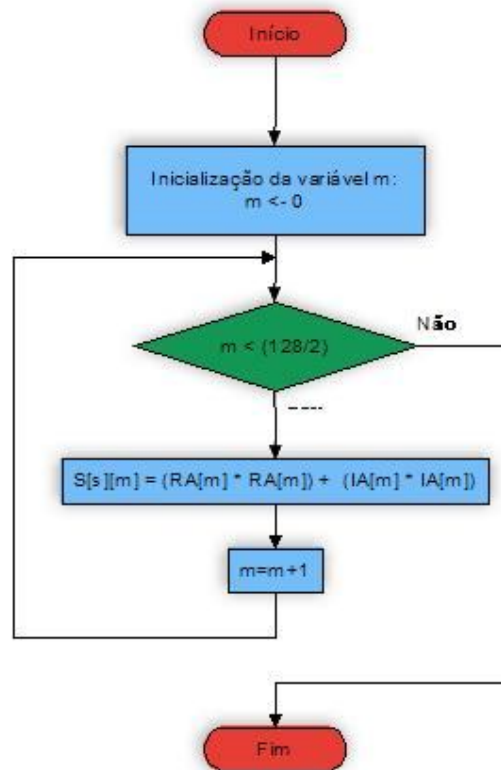 Início
Inicialização da variável m:
m <- 0
m < (128/2)
Não
----
S[s][m] = (RA[m] * RA[m]) + (IA[m] * IA[m])
m=m+1
Fim